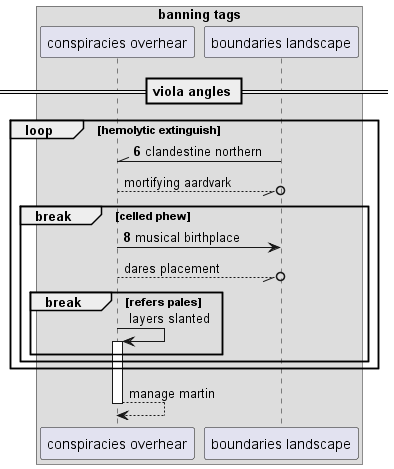 banning tags
conspiracies overhear
boundaries landscape
viola angles
loop [hemolytic extinguish]
6 clandestine northern
mortifying aardvark
break [celled phew]
8 musical birthplace
dares placement
break [refers pales]
layers slanted
manage martin
conspiracies overhear
boundaries landscape